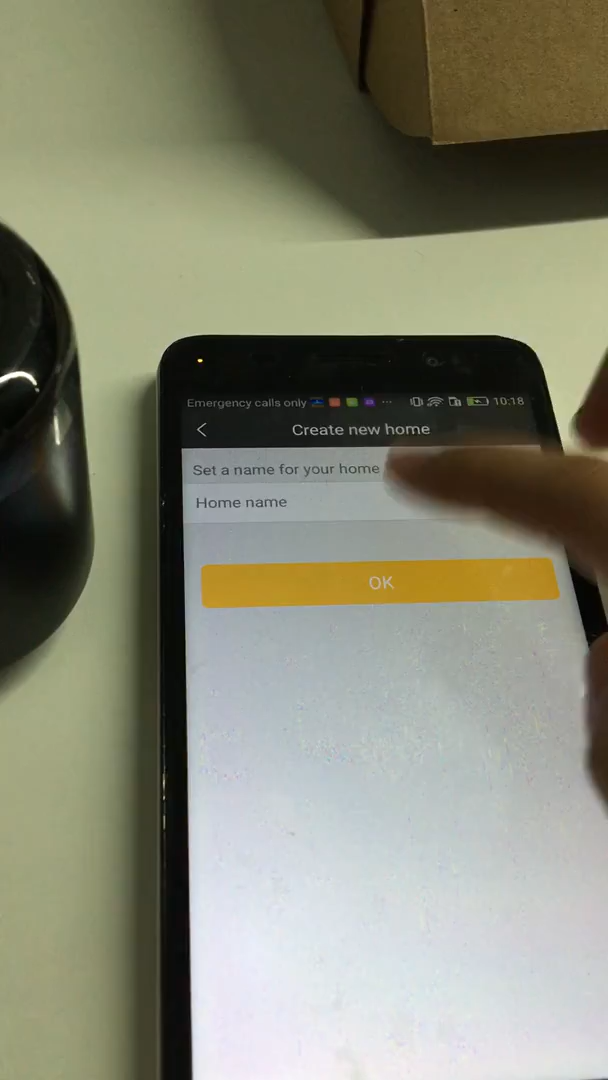 Emergency calls only ... 10:18
Create new home
Set a name for your home
Home name
OK